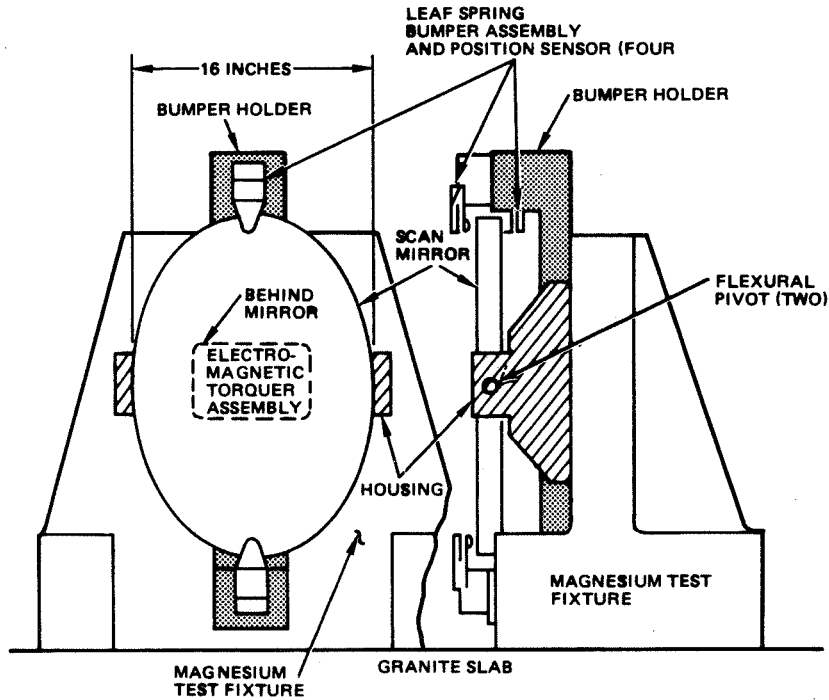 LEAF SPRING
BUMPER ASSEMBLY
AND POSITION SENSOR (FOUR
16 INCHES
BUMPER HOLDER
BUMPER HOLDER
SCAN
MIRROR
FLEXURAL
PIVOT (TWO)
BEHIND
MIRROR
ELECTRO-
MAGNETIC
TORQUER
ASSEMBLY
HOUSING
MAGNESIUM TEST
FIXTURE
GRANITE SLAB
MAGNESIUM
TEST FIXTURE